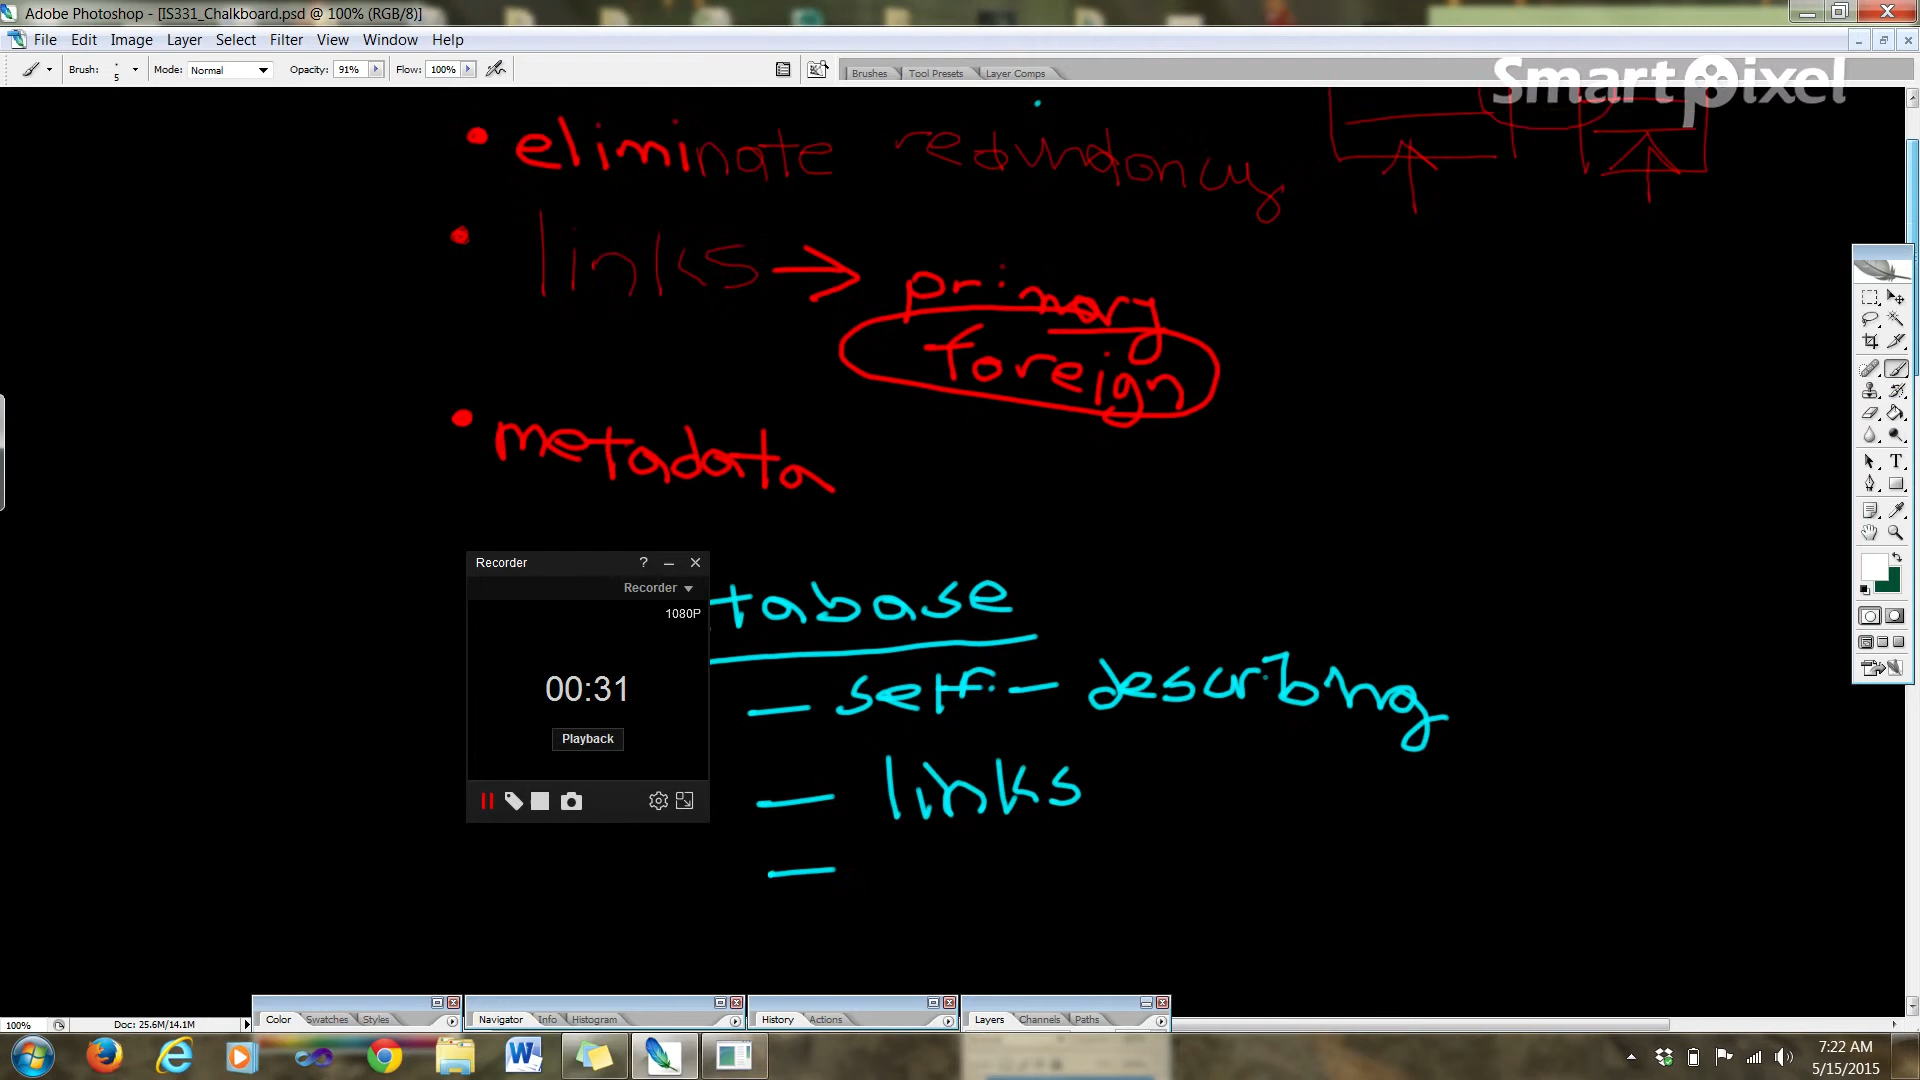 Adobe Photoshop - [IS331_Chalkboard.psd @ 100% (RGB/8)]
File Edit Image Layer Select Filter View Window Help
Brush: 5 Mode: Normal Opacity: 91% Flow: 100% Brushes Tool Presets Layer Comps
Smart pixel
• eliminate redundancy
• links → primary
foreign
• metadata
Recorder ? – ×
Recorder
1080P
00:31
Playback
tabase
– self - describing
– links
–
Color Swatches Styles Navigator Info Histogram History Actions Layers Channels Paths
100% Doc: 25.6M/14.1M
7:22 AM
5/15/2015